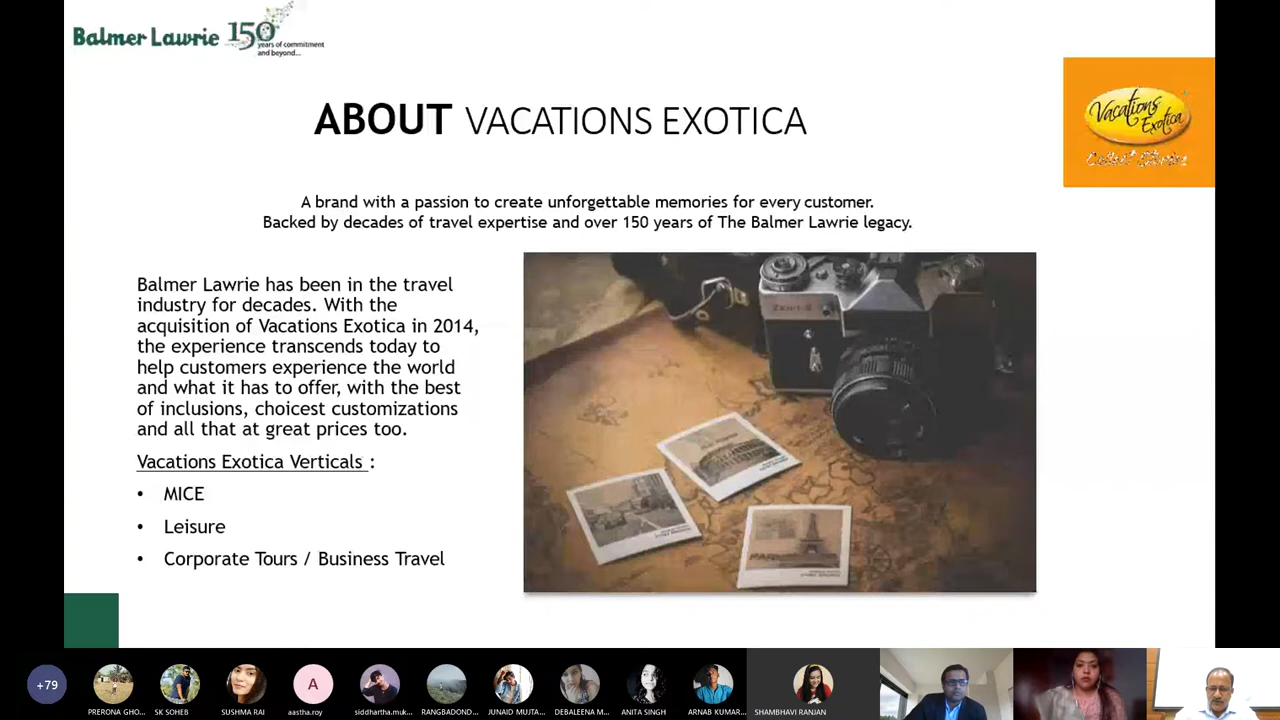 Balmer Lawrie 150
years of commitment
and beyond...
Vacations
Exotica
ABOUT VACATIONS EXOTICA
A brand with a passion to create unforgettable memories for every customer.
Backed by decades of travel expertise and over 150 years of The Balmer Lawrie legacy.
Balmer Lawrie has been in the travel
industry for decades. With the
acquisition of Vacations Exotica in 2014,
the experience transcends today to
help customers experience the world
and what it has to offer, with the best
of inclusions, choicest customizations
and all that at great prices too.
Vacations Exotica Verticals :
• MICE
• Leisure
• Corporate Tours / Business Travel
+79
A
PRERONA GHO...
SK SOHEB
SUSHMA RAI
aastha.roy
siddhartha.muk...
RANGBADOND...
JUNAID MUJTA...
DEBALEENA M...
ANITA SINGH
ARNAB KUMAR...
SHAMBHAVI RANJAN